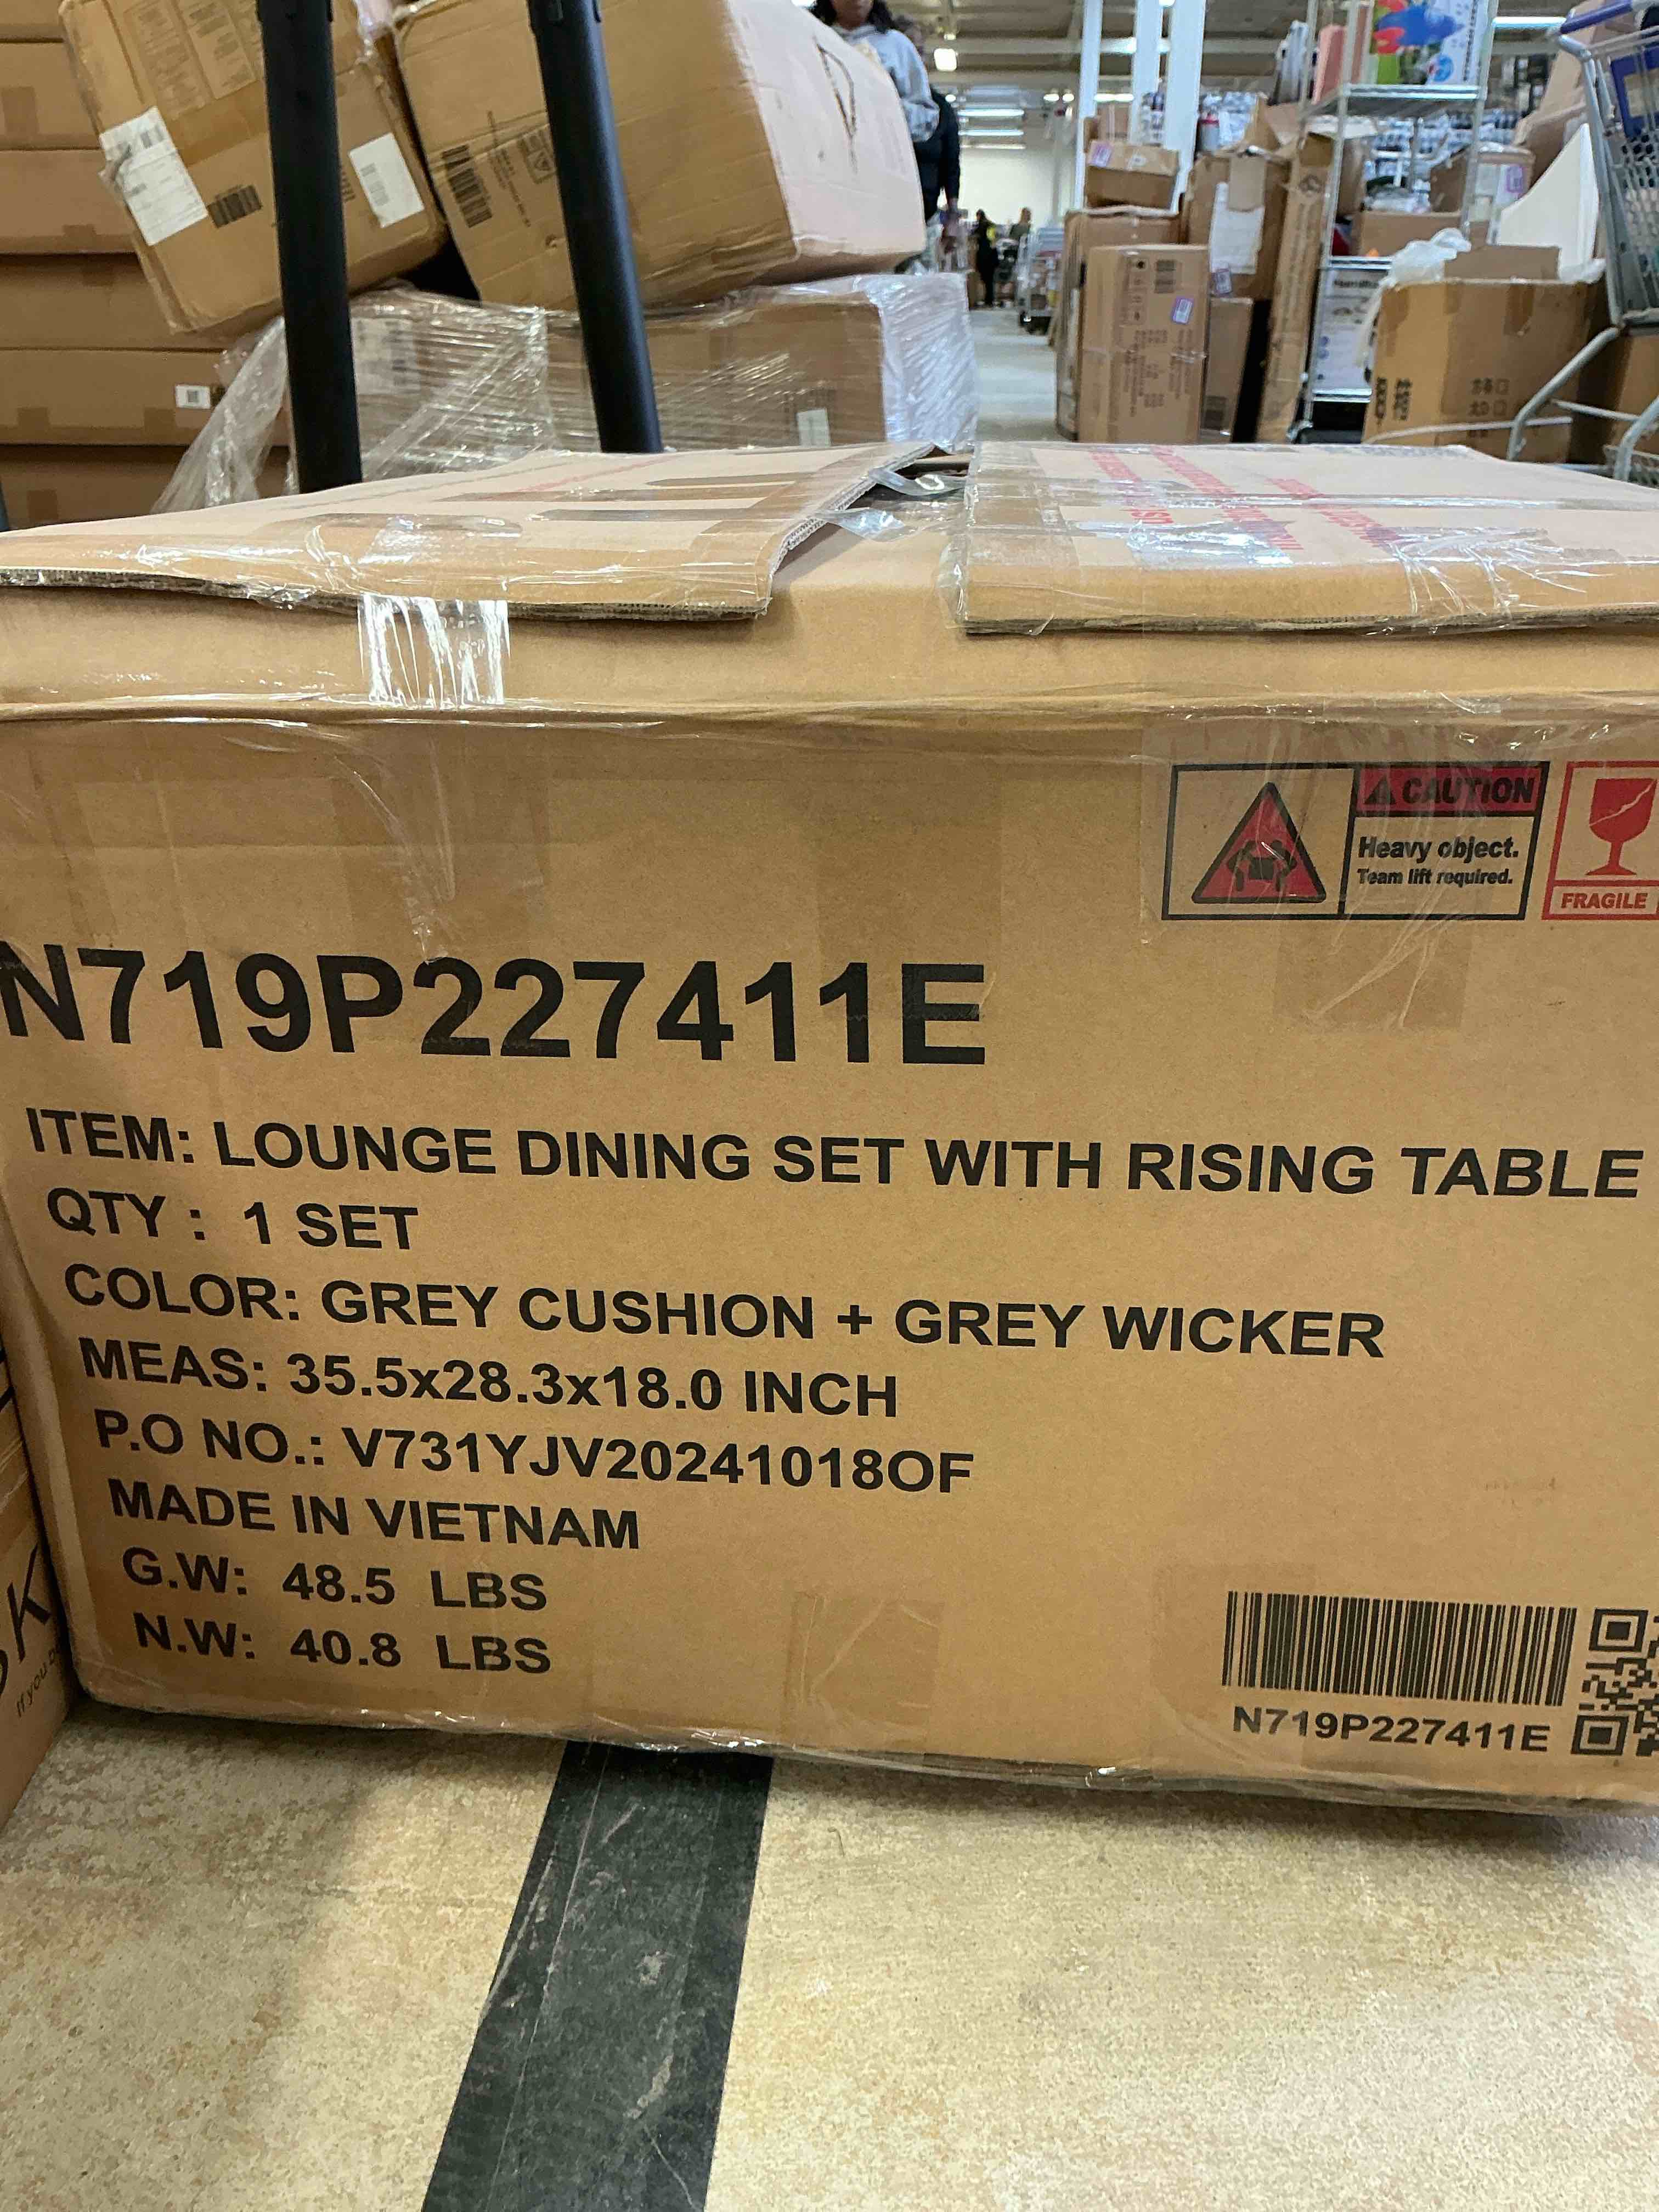 CAUTION
Heavy object.
Team lift required.
FRAGILE
N719P227411E
ITEM: LOUNGE DINING SET WITH RISING TABLE
QTY : 1 SET
COLOR: GREY CUSHION + GREY WICKER
MEAS: 35.5x28.3x18.0 INCH
P.O NO.: V731YJV20241018OF
MADE IN VIETNAM
G.W: 48.5 LBS
N.W: 40.8 LBS
N719P227411E